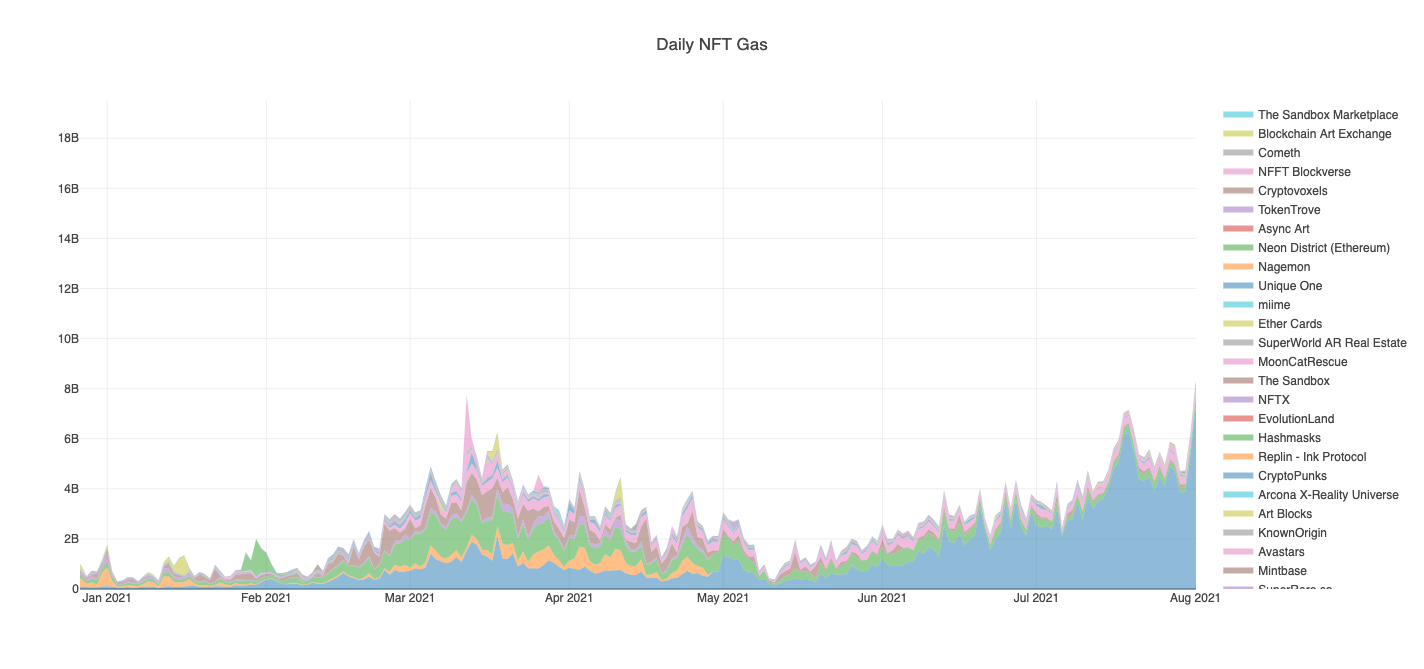 Daily NFT Gas
18B
16B
14B
12B
10B
8B
6B
4B
2B
0
Jan 2021
Feb 2021
Mar 2021
Apr 2021
May 2021
Jun 2021
Jul 2021
Aug 2021
The Sandbox Marketplace
Blockchain Art Exchange
Cometh
NFFT Blockverse
Cryptovoxels
TokenTrove
Async Art
Neon District (Ethereum)
Nagemon
Unique One
miime
Ether Cards
SuperWorld AR Real Estate
MoonCatRescue
The Sandbox
NFTX
EvolutionLand
Hashmasks
Replin - Ink Protocol
CryptoPunks
Arcona X-Reality Universe
Art Blocks
KnownOrigin
Avastars
Mintbase